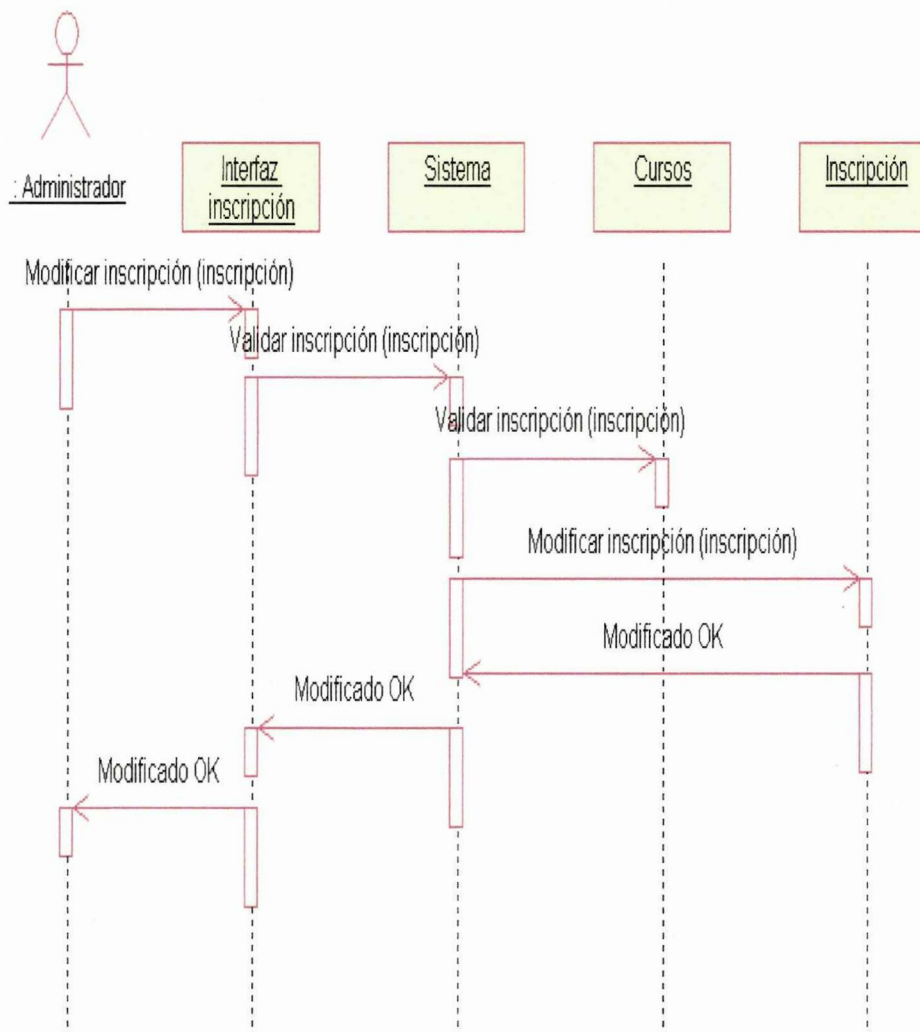 : Administrador
Interfaz
inscripción
Sistema
Cursos
Inscripción
Modificar inscripción (inscripción)
Validar inscripción (inscripción)
Validar inscripción (inscripción)
Modificar inscripción (inscripción)
Modificado OK
Modificado OK
Modificado OK